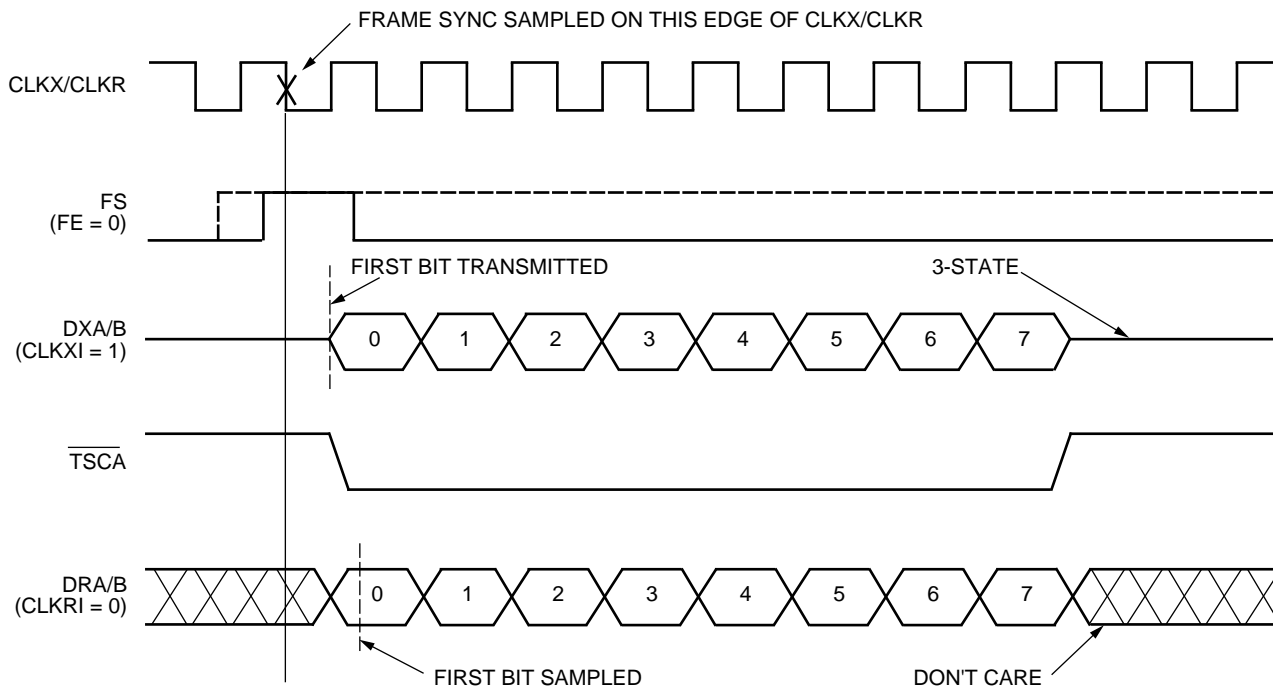 FRAME SYNC SAMPLED ON THIS EDGE OF CLKX/CLKR
CLKX/CLKR
FS
(FE = 0)
FIRST BIT TRANSMITTED
3-STATE
DXA/B
(CLKXI = 1)
0 1 2 3 4 5 6 7
TSCA
DRA/B
(CLKRI = 0)
0 1 2 3 4 5 6 7
FIRST BIT SAMPLED
DON'T CARE